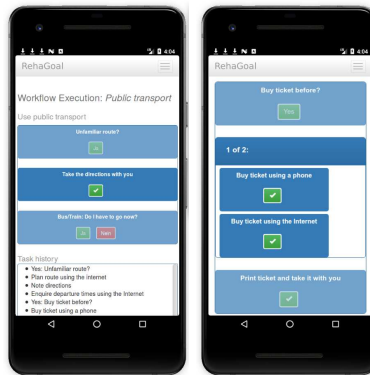 4:04
RehaGoal
Workflow Execution: Public transport
Use public transport
Unfamiliar route?
Ja
Take the directions with you
Bus/Train: Do I have to go now?
Ja Nein
Task history
Yes: Unfamiliar route?
Plan route using the internet
Note directions
Enquire departure times using the Internet
Yes: Buy ticket before?
Buy ticket using a phone
4:04
RehaGoal
Buy ticket before?
Yes
1 of 2:
Buy ticket using a phone
Buy ticket using the Internet
Print ticket and take it with you